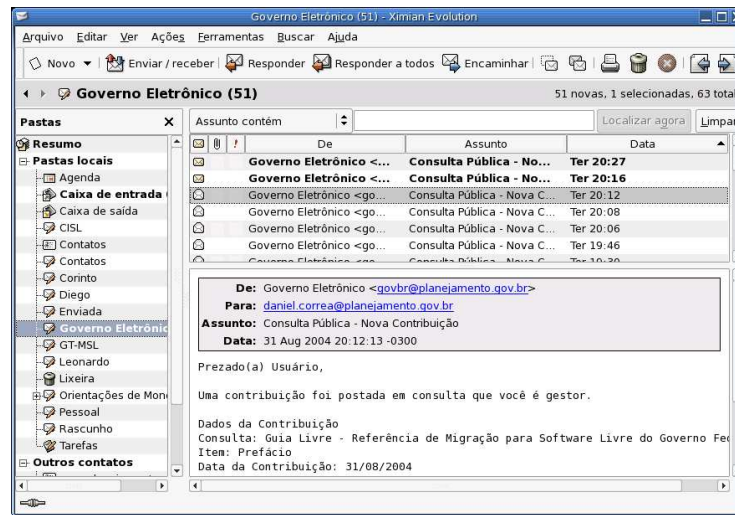 Governo Eletrônico (51) - Ximian Evolution
Arquivo Editar Ver Ações Ferramentas Buscar Ajuda
Novo Enviar / receber Responder Responder a todos Encaminhar
Governo Eletrônico (51) 51 novas, 1 selecionadas, 63 total
Pastas Assunto contém Localizar agora Limpar
Resumo
Pastas locais
Agenda
Caixa de entrada
Caixa de saída
CISL
Contatos
Contatos
Corinto
Diego
Enviada
Governo Eletrônic
GT-MSL
Leonardo
Lixeira
Orientações de Mon
Pessoal
Rascunho
Tarefas
Outros contatos
De Assunto Data
Governo Eletrônico <... Consulta Pública - No... Ter 20:27
Governo Eletrônico <... Consulta Pública - No... Ter 20:16
Governo Eletrônico <go... Consulta Pública - Nova C... Ter 20:12
Governo Eletrônico <go... Consulta Pública - Nova C... Ter 20:08
Governo Eletrônico <go... Consulta Pública - Nova C... Ter 20:06
Governo Eletrônico <go... Consulta Pública - Nova C... Ter 19:46
De: Governo Eletrônico <govbr@planejamento.gov.br>
Para: daniel.correa@planejamento.gov.br
Assunto: Consulta Pública - Nova Contribuição
Data: 31 Aug 2004 20:12:13 -0300
Prezado(a) Usuário,
Uma contribuição foi postada em consulta que você é gestor.
Dados da Contribuição
Consulta: Guia Livre - Referência de Migração para Software Livre do Governo Fed
Item: Prefácio
Data da Contribuição: 31/08/2004